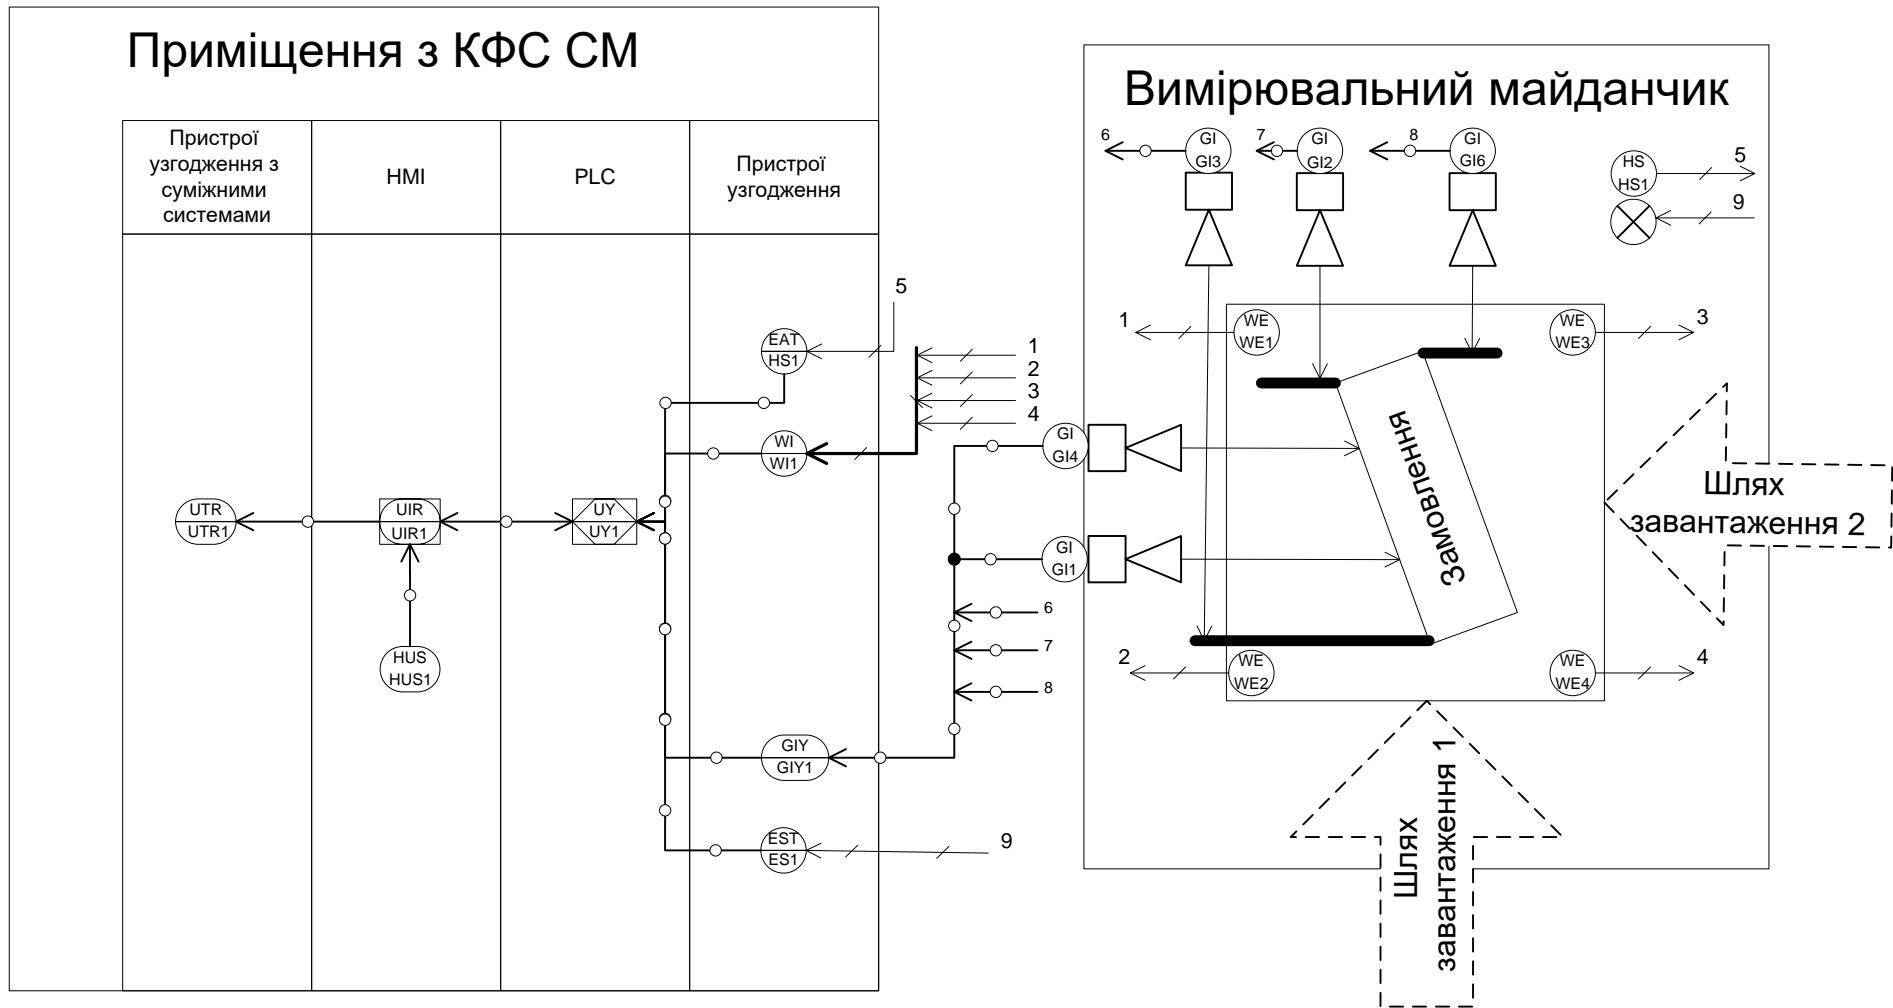 Приміщення з КФС СМ
Пристрої
узгодження з
суміжними
системами
HMI
PLC
Пристрої
узгодження
EAT
HS1
5
1
2
3
4
WI
WI1
UTR
UTR1
UIR
UIR1
UY
UY1
HUS
HUS1
GIY
GIY1
EST
ES1
9
6
7
8
Вимірювальний майданчик
6
GI
GI3
7
GI
GI2
8
GI
GI6
HS
HS1
5
9
1
WE
WE1
WE
WE3
3
GI
GI4
GI
GI1
Замовлення
2
WE
WE2
WE
WE4
4
Шлях
завантаження 2
Шлях
завантаження 1